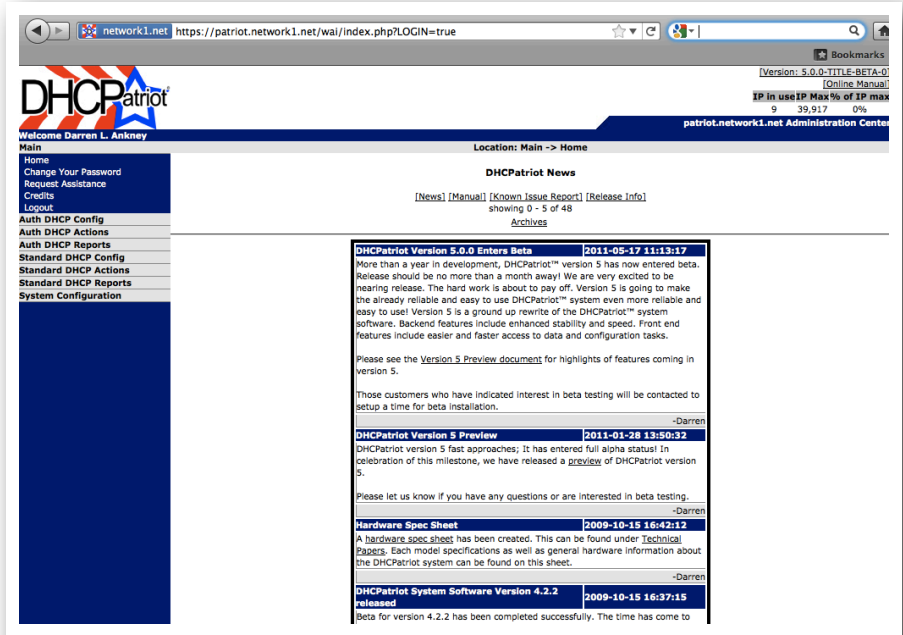 network1.net https://patriot.network1.net/wai/index.php?LOGIN=true
Bookmarks
DHCPatriot
[Version: 5.0.0-TITLE-BETA-0]
[Online Manual]
IP in use IP Max % of IP max
9 39,917 0%
patriot.network1.net Administration Center
Welcome Darren L. Ankney
Main
Location: Main -> Home
Home
Change Your Password
Request Assistance
Credits
Logout
Auth DHCP Config
Auth DHCP Actions
Auth DHCP Reports
Standard DHCP Config
Standard DHCP Actions
Standard DHCP Reports
System Configuration
DHCPatriot News
[News] [Manual] [Known Issue Report] [Release Info]
showing 0 - 5 of 48
Archives
DHCPatriot Version 5.0.0 Enters Beta 2011-05-17 11:13:17
More than a year in development, DHCPatriot™ version 5 has now entered beta.
Release should be no more than a month away! We are very excited to be
nearing release. The hard work is about to pay off. Version 5 is going to make
the already reliable and easy to use DHCPatriot™ system even more reliable and
easy to use! Version 5 is a ground up rewrite of the DHCPatriot™ system
software. Backend features include enhanced stability and speed. Front end
features include easier and faster access to data and configuration tasks.
Please see the Version 5 Preview document for highlights of features coming in
version 5.
Those customers who have indicated interest in beta testing will be contacted to
setup a time for beta installation.
-Darren
DHCPatriot Version 5 Preview 2011-01-28 13:50:32
DHCPatriot version 5 fast approaches; It has entered full alpha status! In
celebration of this milestone, we have released a preview of DHCPatriot version
5.
Please let us know if you have any questions or are interested in beta testing.
-Darren
Hardware Spec Sheet 2009-10-15 16:42:12
A hardware spec sheet has been created. This can be found under Technical
Papers. Each model specifications as well as general hardware information about
the DHCPatriot system can be found on this sheet.
-Darren
DHCPatriot System Software Version 4.2.2
released 2009-10-15 16:37:15
Beta for version 4.2.2 has been completed successfully. The time has come to